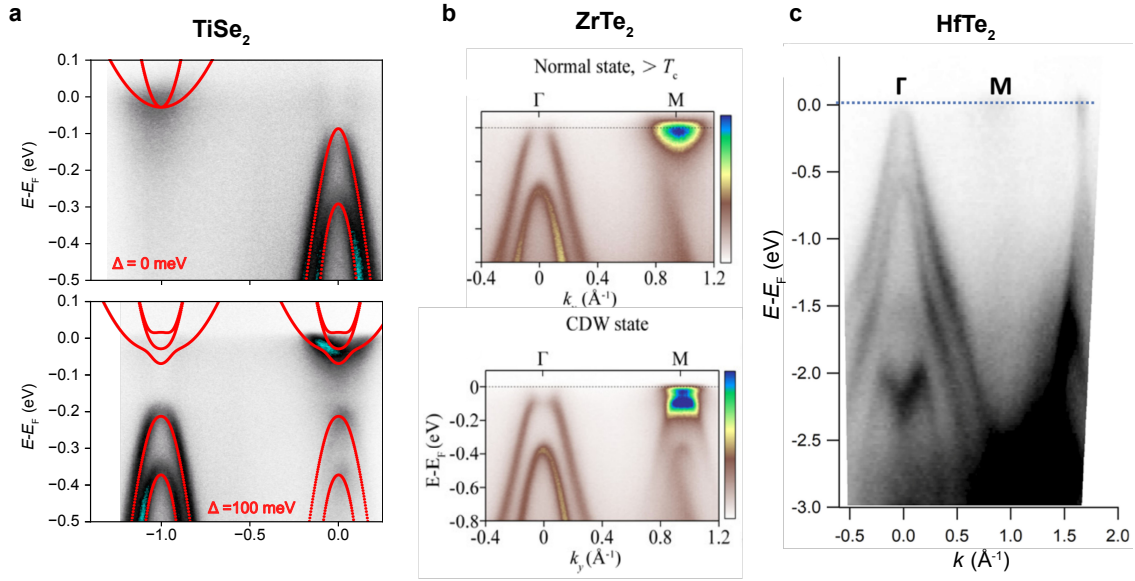 a
TiSe2
0.1
0.0
−0.1
−0.2
−0.3
−0.4
−0.5
E-EF (eV)
Δ = 0 meV
0.1
0.0
−0.1
−0.2
−0.3
−0.4
−0.5
E-EF (eV)
Δ =100 meV
−1.0 −0.5 0.0
b
ZrTe2
Normal state, > Tc
Γ M
-0.4 0 0.4 0.8 1.2
(Å-1)
CDW state
Γ M
0
-0.2
-0.4
-0.6
-0.8
E-EF (eV)
-0.4 0 0.4 0.8 1.2
ky (Å-1)
c
HfTe2
Γ M
0.0
-0.5
-1.0
-1.5
-2.0
-2.5
-3.0
E-EF (eV)
-0.5 0.0 0.5 1.0 1.5 2.0
k (Å-1)